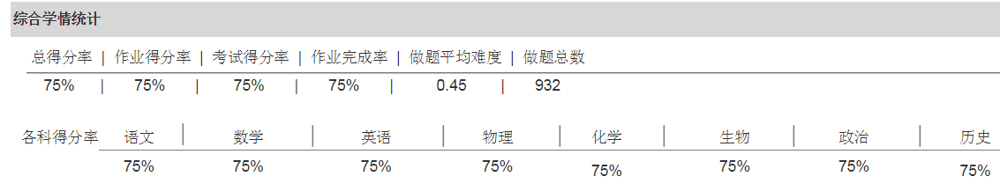 综合学情统计
总得分率 | 作业得分率 | 考试得分率 | 作业完成率 | 做题平均难度 | 做题总数
75% | 75% | 75% | 75% | 0.45 | 932
各科得分率 语文 | 数学 | 英语 | 物理 | 化学 | 生物 | 政治 | 历史
75% 75% 75% 75% 75% 75% 75% 75%